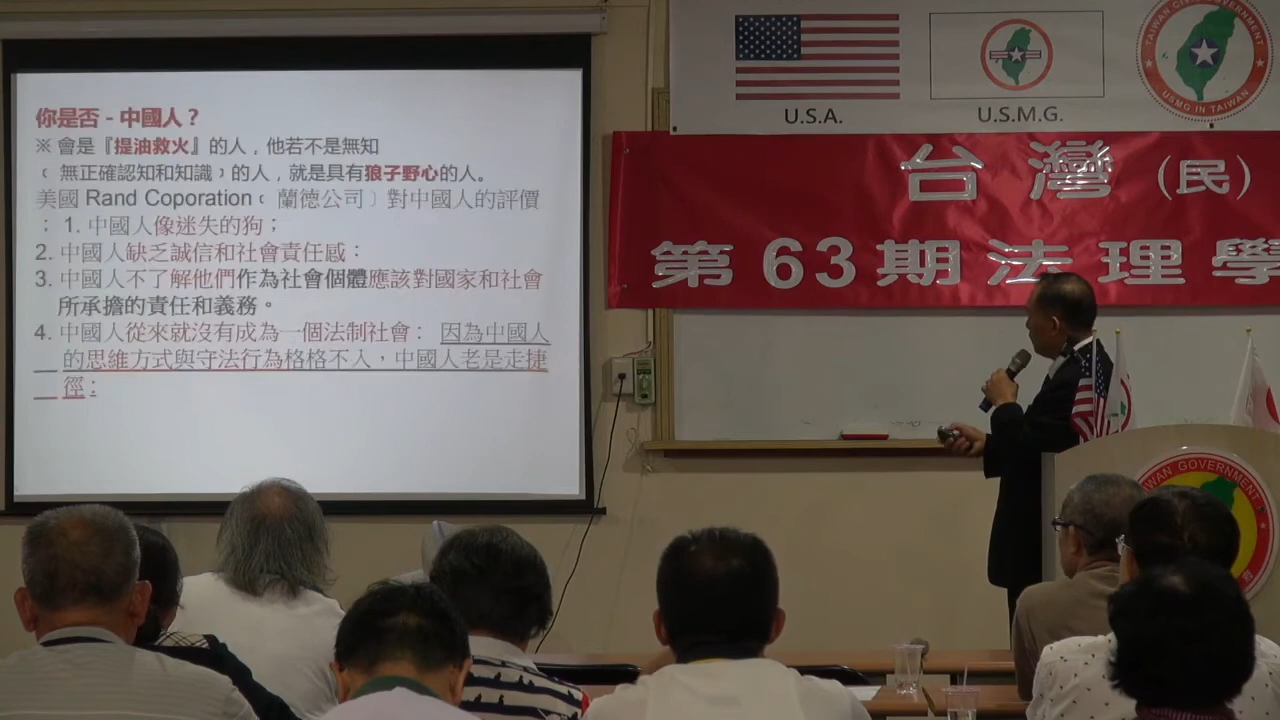 你是否－中國人？
※ 會是『提油救火』的人﹐他若不是無知
﹝ 無正確認知和知識﹞的人﹐就是具有狼子野心的人。
美國 Rand Coporation﹝ 蘭德公司﹞對中國人的評價
： 1. 中國人像迷失的狗；
2. 中國人缺乏誠信和社會責任感：
3. 中國人不了解他們作為社會個體應該對國家和社會
所承擔的責任和義務。
4. 中國人從來就沒有成為一個法制社會： 因為中國人
的思維方式與守法行為格格不入，中國人老是走捷
徑：
U.S.A.
U.S.M.G.
TAIWAN CIVIL GOVERNMENT
USMG IN TAIWAN
台灣(民)
第63期法理學
WAN GOVERNMENT